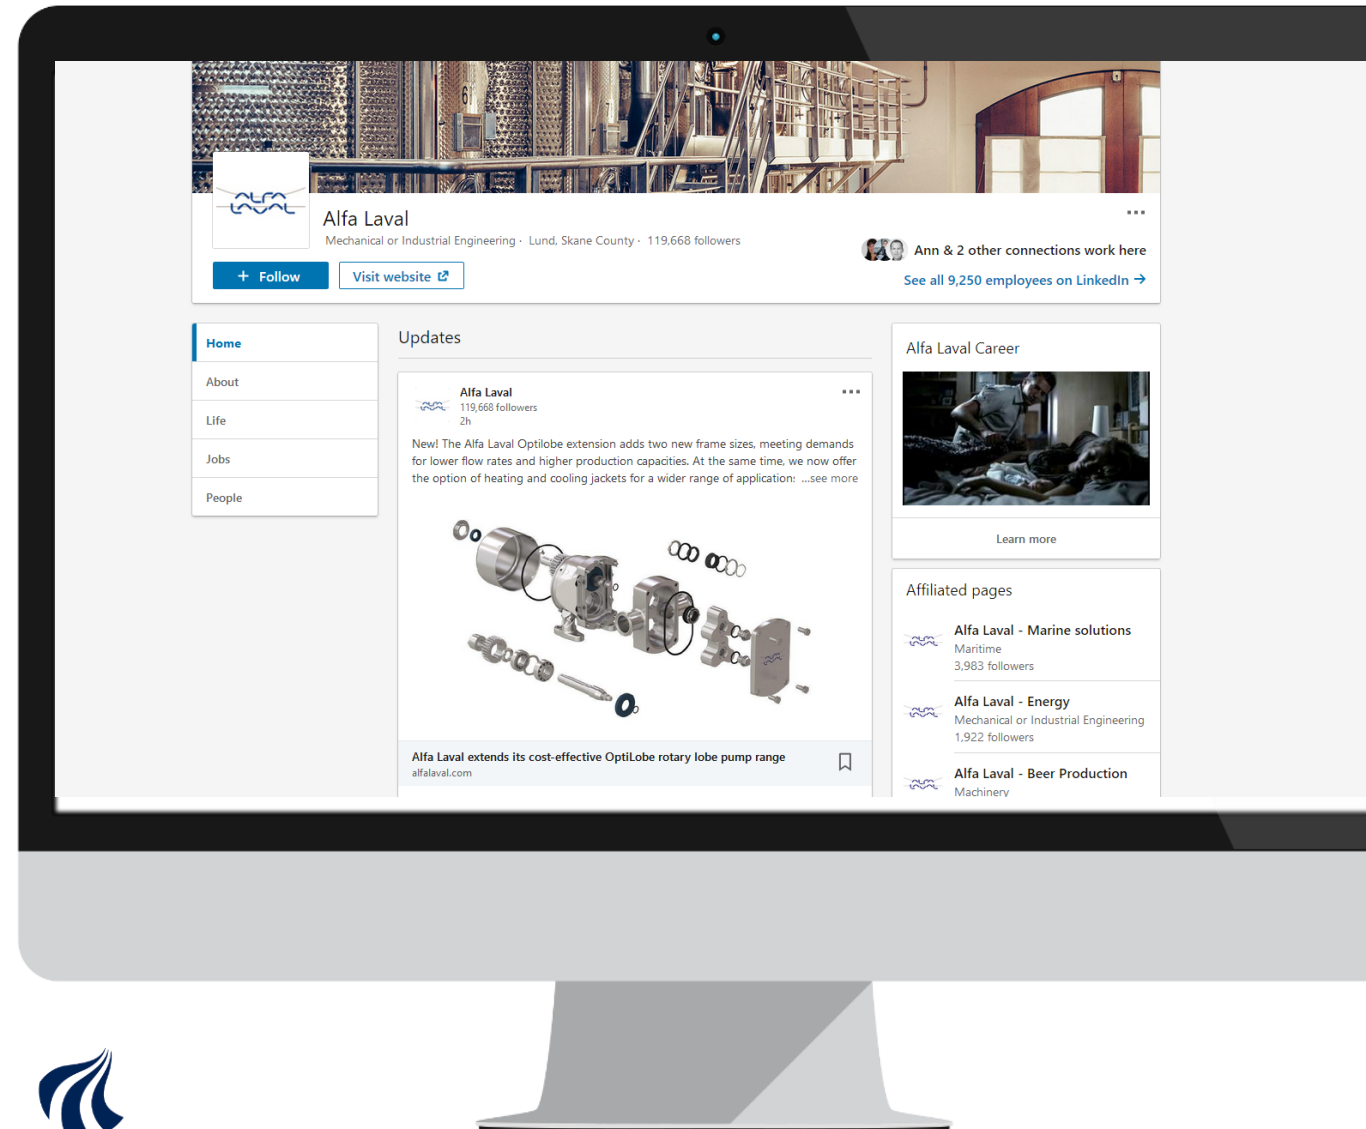 6
ALFA
LAVAL
Alfa Laval
Mechanical or Industrial Engineering · Lund, Skane County · 119,668 followers
Ann & 2 other connections work here
+ Follow
Visit website
See all 9,250 employees on LinkedIn →
Home
About
Life
Jobs
People
Updates
Alfa Laval
119,668 followers
2h
New! The Alfa Laval Optilobe extension adds two new frame sizes, meeting demands
for lower flow rates and higher production capacities. At the same time, we now offer
the option of heating and cooling jackets for a wider range of application: ...see more
Alfa Laval extends its cost-effective OptiLobe rotary lobe pump range
alfalaval.com
Alfa Laval Career
Learn more
Affiliated pages
Alfa Laval - Marine solutions
Maritime
3,983 followers
Alfa Laval - Energy
Mechanical or Industrial Engineering
1,922 followers
Alfa Laval - Beer Production
Machinery